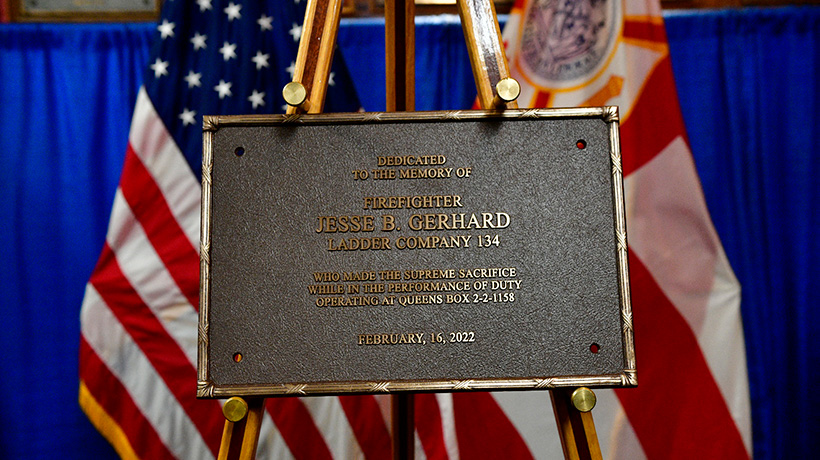 DEDICATED
TO THE MEMORY OF
FIREFIGHTER
JESSE B. GERHARD
LADDER COMPANY 134
WHO MADE THE SUPREME SACRIFICE
WHILE IN THE PERFORMANCE OF DUTY
OPERATING AT QUEENS BOX 2-2-1158
FEBRUARY, 16, 2022